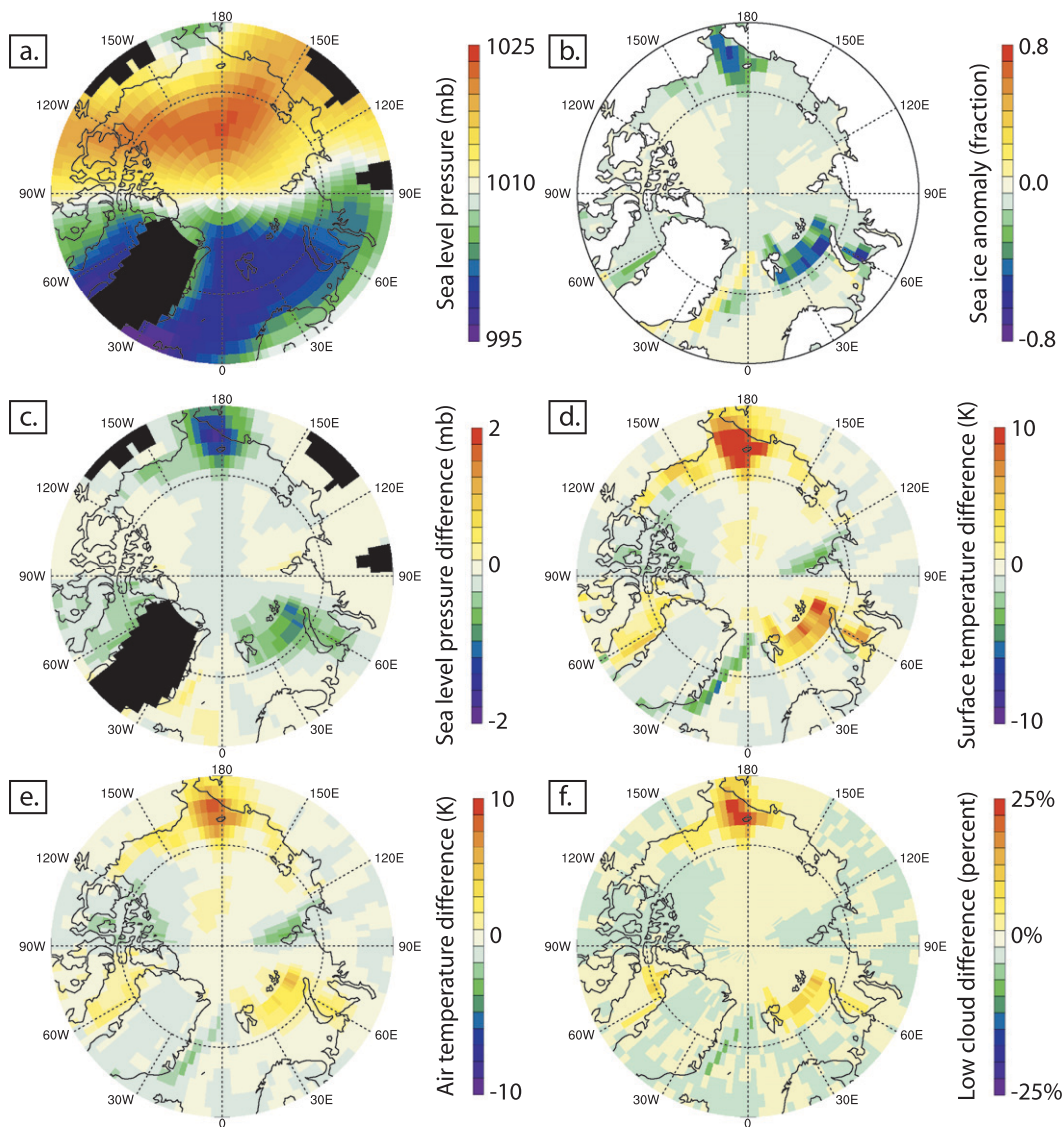 a.
180
150W
150E
120W
120E
90W
90E
60W
60E
30W
30E
0
1025
1010
995
Sea level pressure (mb)
b.
180
150W
150E
120W
120E
90W
90E
60W
60E
30W
30E
0
0.8
0.0
-0.8
Sea ice anomaly (fraction)
c.
180
150W
150E
120W
120E
90W
90E
60W
60E
30W
30E
0
2
0
-2
Sea level pressure difference (mb)
d.
180
150W
150E
120W
120E
90W
90E
60W
60E
30W
30E
0
10
0
-10
Surface temperature difference (K)
e.
180
150W
150E
120W
120E
90W
90E
60W
60E
30W
30E
0
10
0
-10
Air temperature difference (K)
f.
180
150W
150E
120W
120E
90W
90E
60W
60E
30W
30E
0
25%
0%
-25%
Low cloud difference (percent)